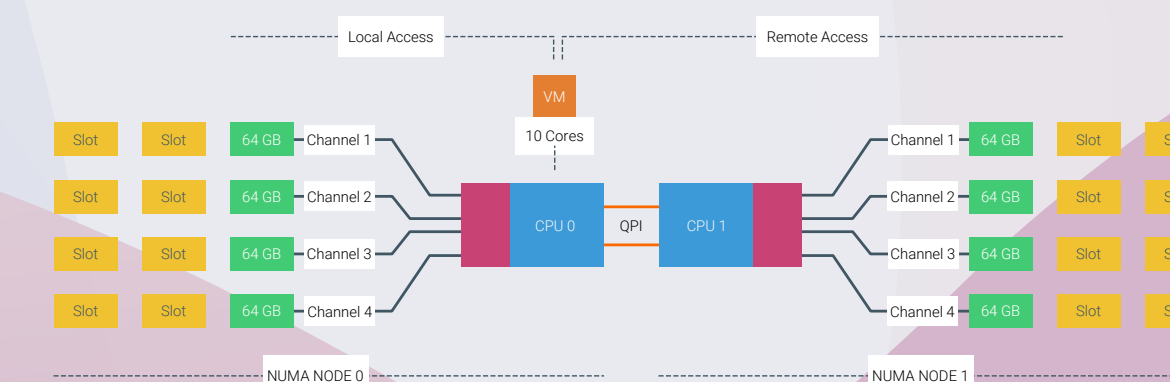 Local Access
Remote Access
VM
10 Cores
Slot Slot 64 GB Channel 1
Channel 1 64 GB Slot
Slot Slot 64 GB Channel 2
Channel 2 64 GB Slot
CPU 0 QPI CPU 1
Slot Slot 64 GB Channel 3
Channel 3 64 GB Slot
Slot Slot 64 GB Channel 4
Channel 4 64 GB Slot
NUMA NODE 0
NUMA NODE 1